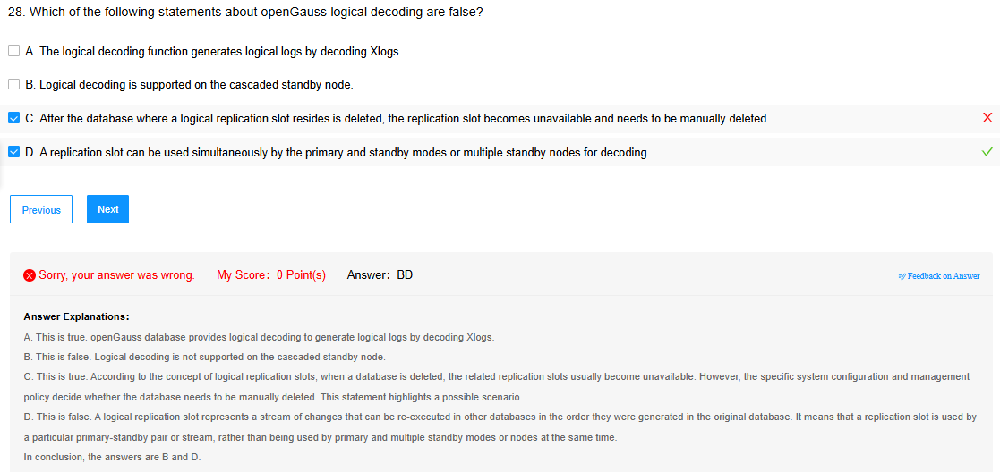 28. Which of the following statements about openGauss logical decoding are false?
A. The logical decoding function generates logical logs by decoding Xlogs.
B. Logical decoding is supported on the cascaded standby node.
C. After the database where a logical replication slot resides is deleted, the replication slot becomes unavailable and needs to be manually deleted.
D. A replication slot can be used simultaneously by the primary and standby modes or multiple standby nodes for decoding.
Previous
Next
Sorry, your answer was wrong. My Score: 0 Point(s) Answer: BD
Feedback on Answer
Answer Explanations:
A. This is true. openGauss database provides logical decoding to generate logical logs by decoding Xlogs.
B. This is false. Logical decoding is not supported on the cascaded standby node.
C. This is true. According to the concept of logical replication slots, when a database is deleted, the related replication slots usually become unavailable. However, the specific system configuration and management
policy decide whether the database needs to be manually deleted. This statement highlights a possible scenario.
D. This is false. A logical replication slot represents a stream of changes that can be re-executed in other databases in the order they were generated in the original database. It means that a replication slot is used by
a particular primary-standby pair or stream, rather than being used by primary and multiple standby modes or nodes at the same time.
In conclusion, the answers are B and D.